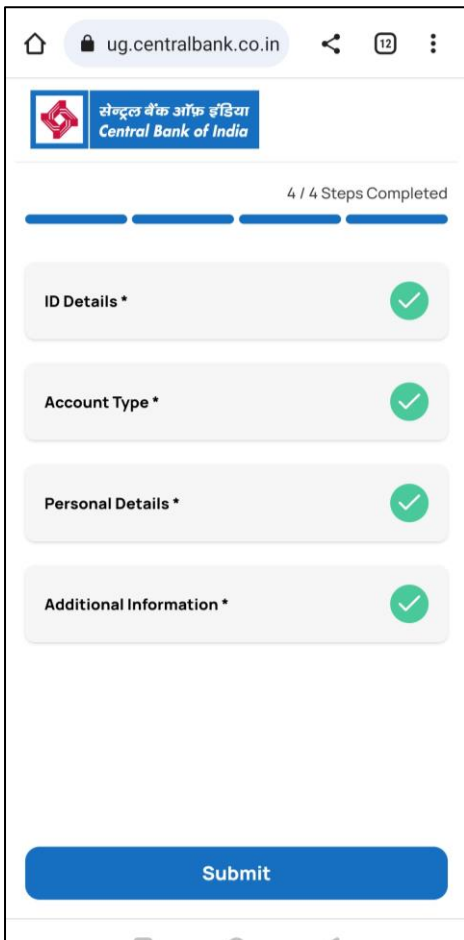 ug.centralbank.co.in
12
सेन्ट्रल बैंक ऑफ़ इंडिया
Central Bank of India
4 / 4 Steps Completed
ID Details *
Account Type *
Personal Details *
Additional Information *
Submit